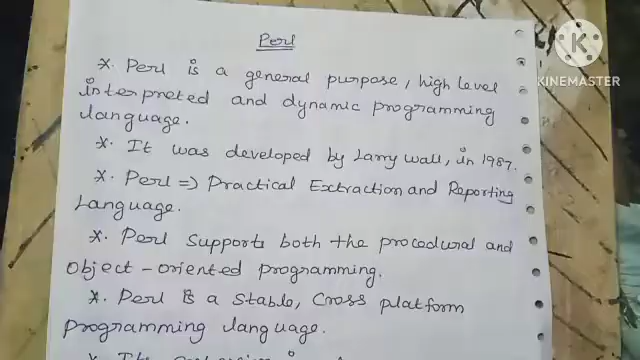 Perl
*. Perl is a general purpose, high level
interpreted and dynamic programming
language.
*. It was developed by Larry Wall, in 1987.
*. Perl => Practical Extraction and Reporting
Language.
*. Perl supports both the procedural and
Object-oriented programming.
*. Perl is a stable, cross platform
programming language.
KINEMASTER